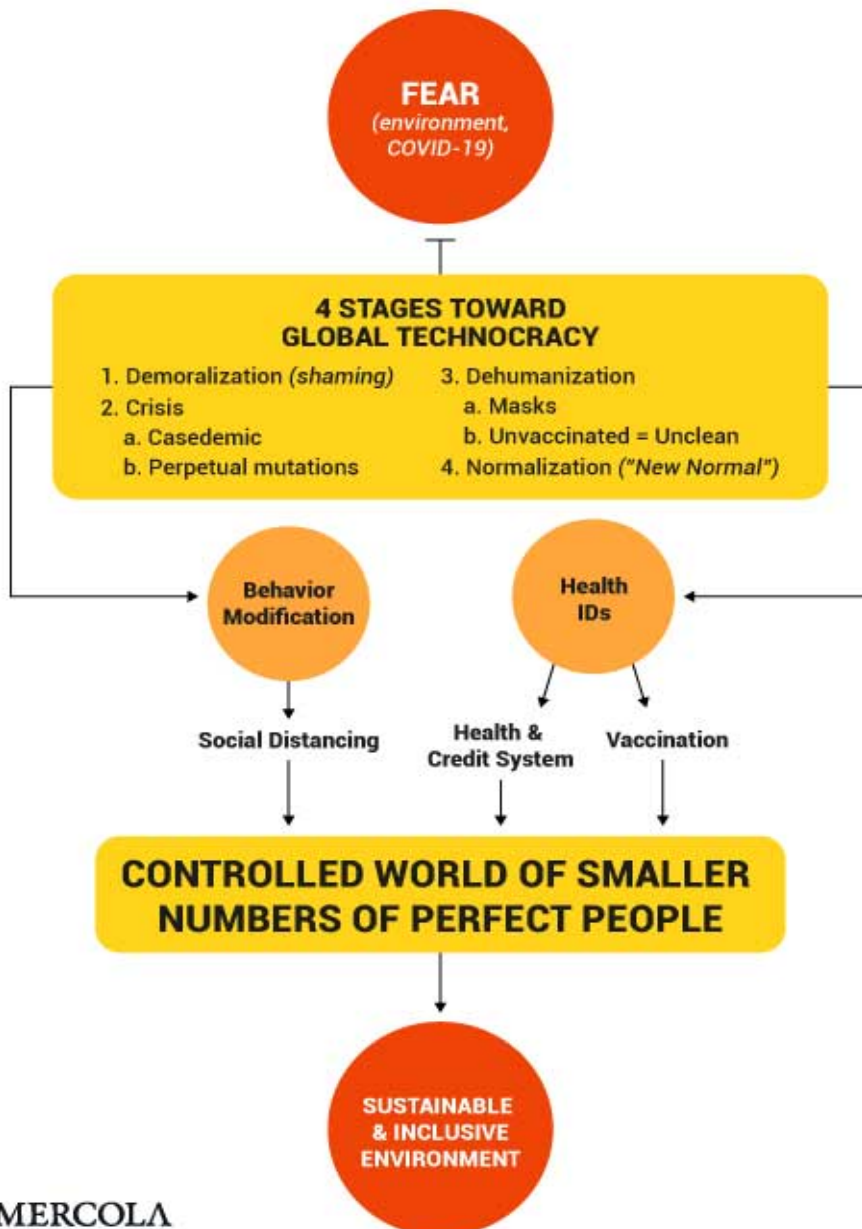 FEAR
(environment,
COVID-19)
4 STAGES TOWARD
GLOBAL TECHNOCRACY
1. Demoralization (shaming)
2. Crisis
a. Casedemic
b. Perpetual mutations
3. Dehumanization
a. Masks
b. Unvaccinated = Unclean
4. Normalization ("New Normal")
Behavior
Modification
Health
IDs
Social Distancing
Health &
Credit System
Vaccination
CONTROLLED WORLD OF SMALLER
NUMBERS OF PERFECT PEOPLE
SUSTAINABLE
& INCLUSIVE
ENVIRONMENT
MERCOLA